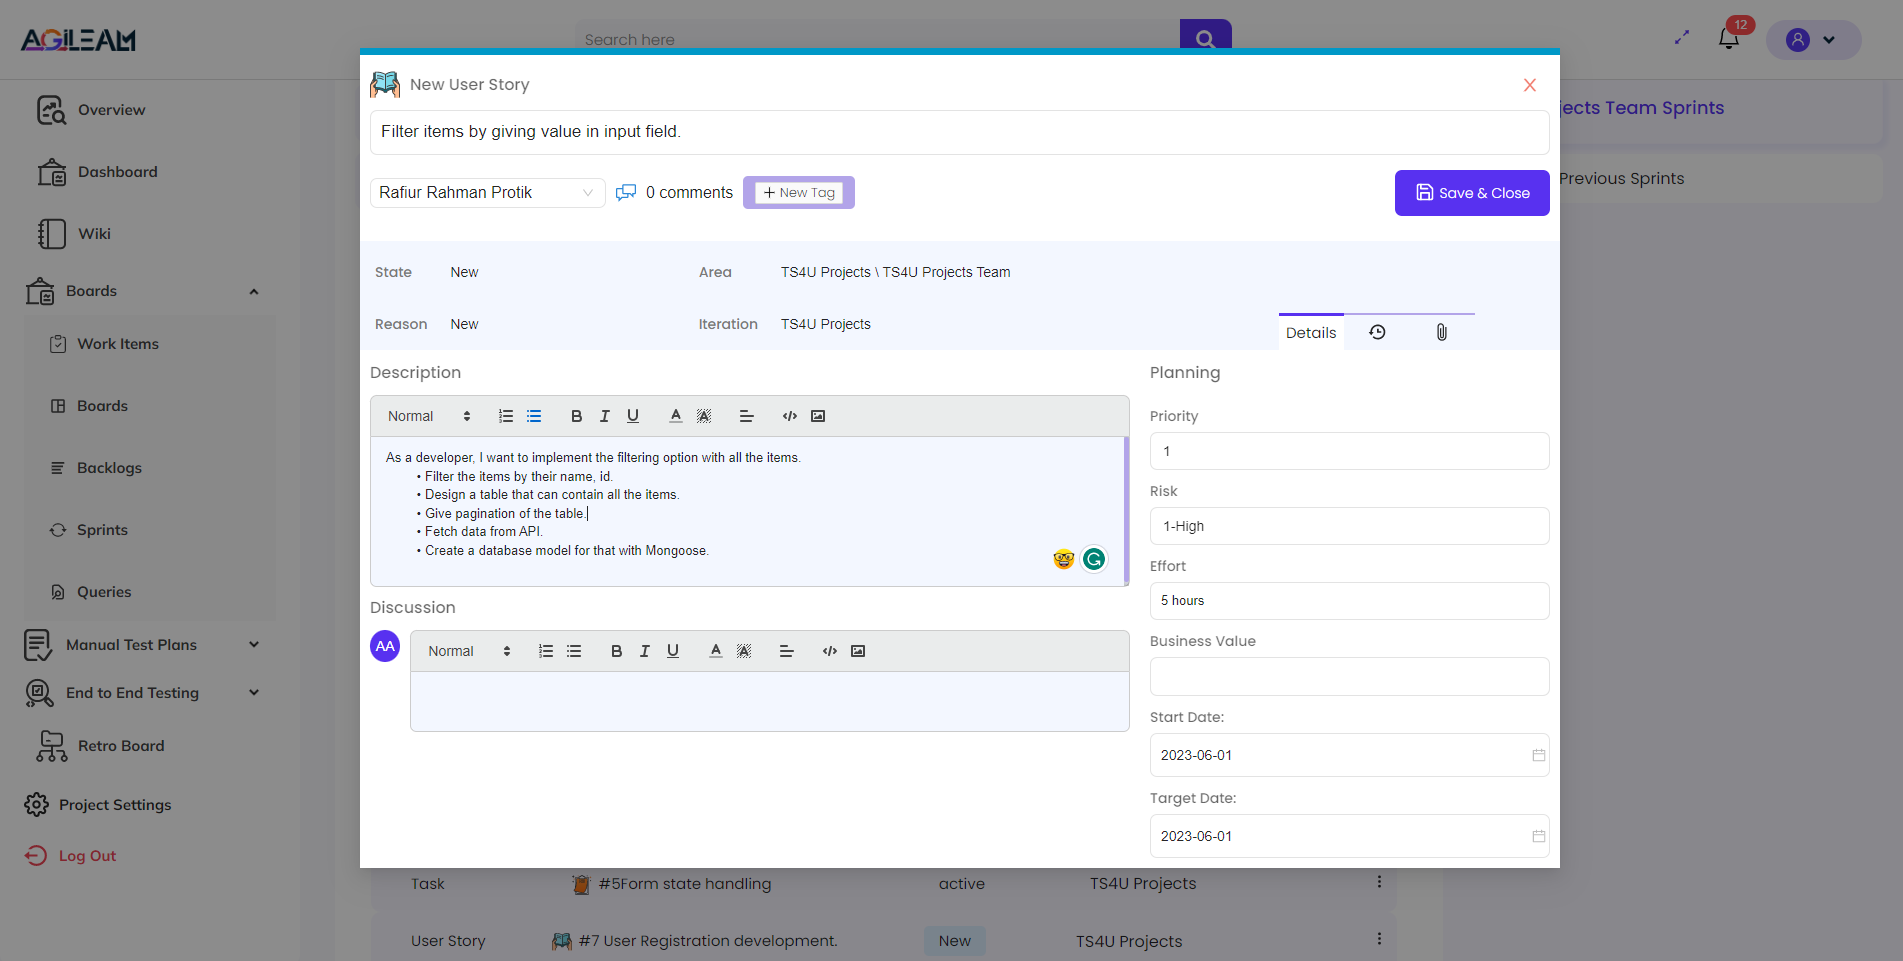 AGiLEAM
Search here
12
Overview
Dashboard
Wiki
Boards
Work Items
Boards
Backlogs
Sprints
Queries
Manual Test Plans
End to End Testing
Retro Board
Project Settings
Log Out
New User Story
Filter items by giving value in input field.
Rafiur Rahman Protik
0 comments
+ New Tag
Save & Close
State New Area TS4U Projects \ TS4U Projects Team
Reason New Iteration TS4U Projects
Details
Description
Normal
As a developer, I want to implement the filtering option with all the items.
• Filter the items by their name, id.
• Design a table that can contain all the items.
• Give pagination of the table.
• Fetch data from API.
• Create a database model for that with Mongoose.
Discussion
AA
Normal
Planning
Priority
1
Risk
1-High
Effort
5 hours
Business Value
Start Date:
2023-06-01
Target Date:
2023-06-01
jects Team Sprints
Previous Sprints
Task #5Form state handling active TS4U Projects
User Story #7 User Registration development. New TS4U Projects